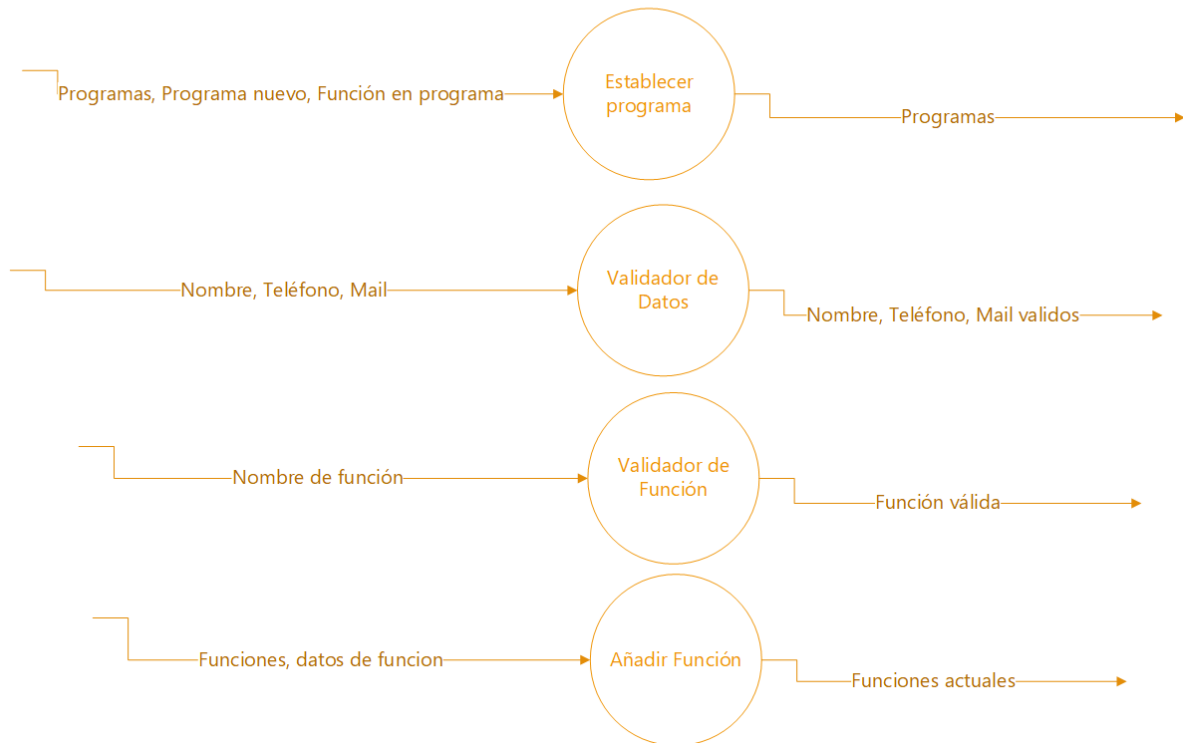 Programas, Programa nuevo, Función en programa
Establecer
programa
Programas
Nombre, Teléfono, Mail
Validador de
Datos
Nombre, Teléfono, Mail validos
Nombre de función
Validador de
Función
Función válida
Funciones, datos de funcion
Añadir Función
Funciones actuales